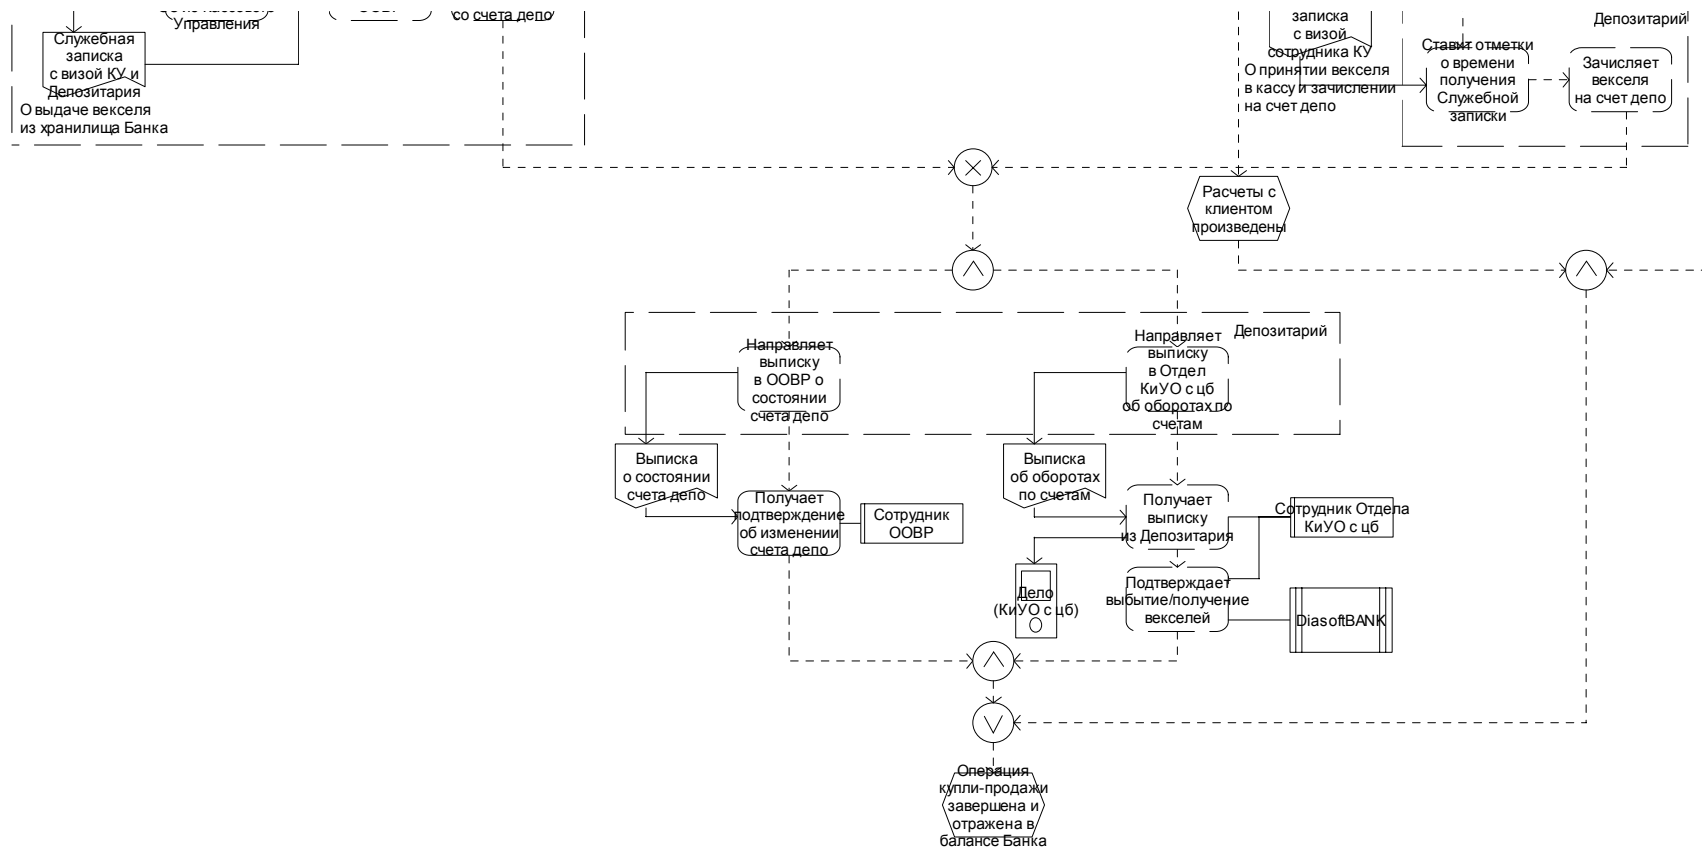 Управления
со счета депо
Служебная
записка
с визой КУ и
Депозитария
О выдаче векселя
из хранилища Банка
записка
с визой
сотрудника КУ
О принятии векселя
в кассу и зачислении
на счет депо
Депозитарий
Ставит отметки
о времени
получения
Служебной
записки
Зачисляет
векселя
на счет депо
Расчеты с
клиентом
произведены
Депозитарий
Направляет
выписку
в ООВР о
состоянии
счета депо
Направляет
выписку
в Отдел
КиУО с цб
об оборотах по
счетам
Выписка
о состоянии
счета депо
Выписка
об оборотах
по счетам
Получает
подтверждение
об изменении
счета депо
Сотрудник
ООВР
Получает
выписку
из Депозитария
Сотрудник Отдела
КиУО с цб
Дело
(КиУО с цб)
Подтверждает
выбытие/получение
векселей
DiasoftBANK
Операция
купли-продажи
завершена и
отражена в
балансе Банка